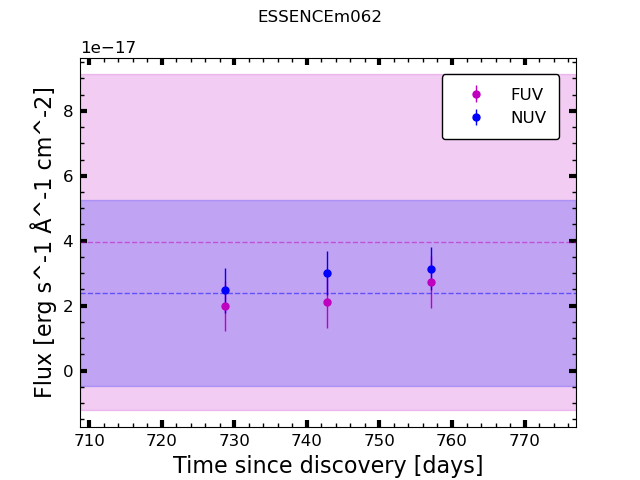 ESSENCEm062
1e−17
FUV
NUV
8
6
4
2
0
Flux [erg s^-1 Å^-1 cm^-2]
710 720 730 740 750 760 770
Time since discovery [days]